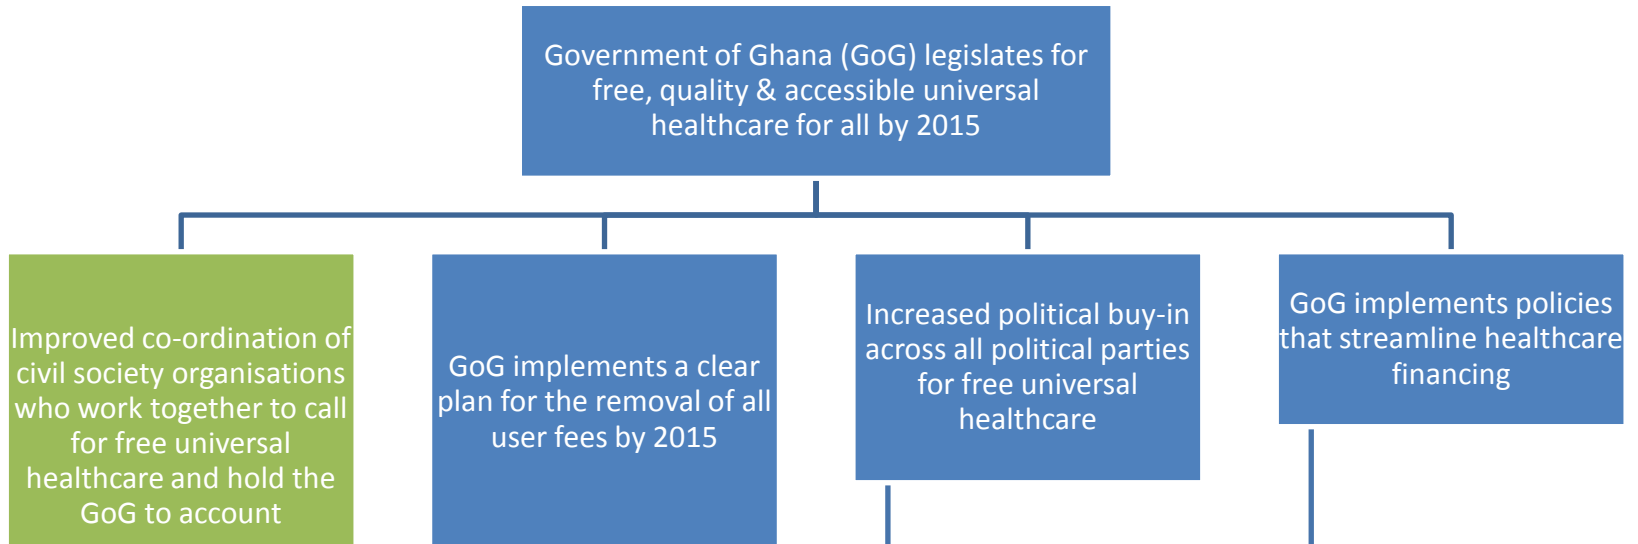 Government of Ghana (GoG) legislates for
free, quality & accessible universal
healthcare for all by 2015
Improved co-ordination of
civil society organisations
who work together to call
for free universal
healthcare and hold the
GoG to account
GoG implements a clear
plan for the removal of all
user fees by 2015
Increased political buy-in
across all political parties
for free universal
healthcare
GoG implements policies
that streamline healthcare
financing